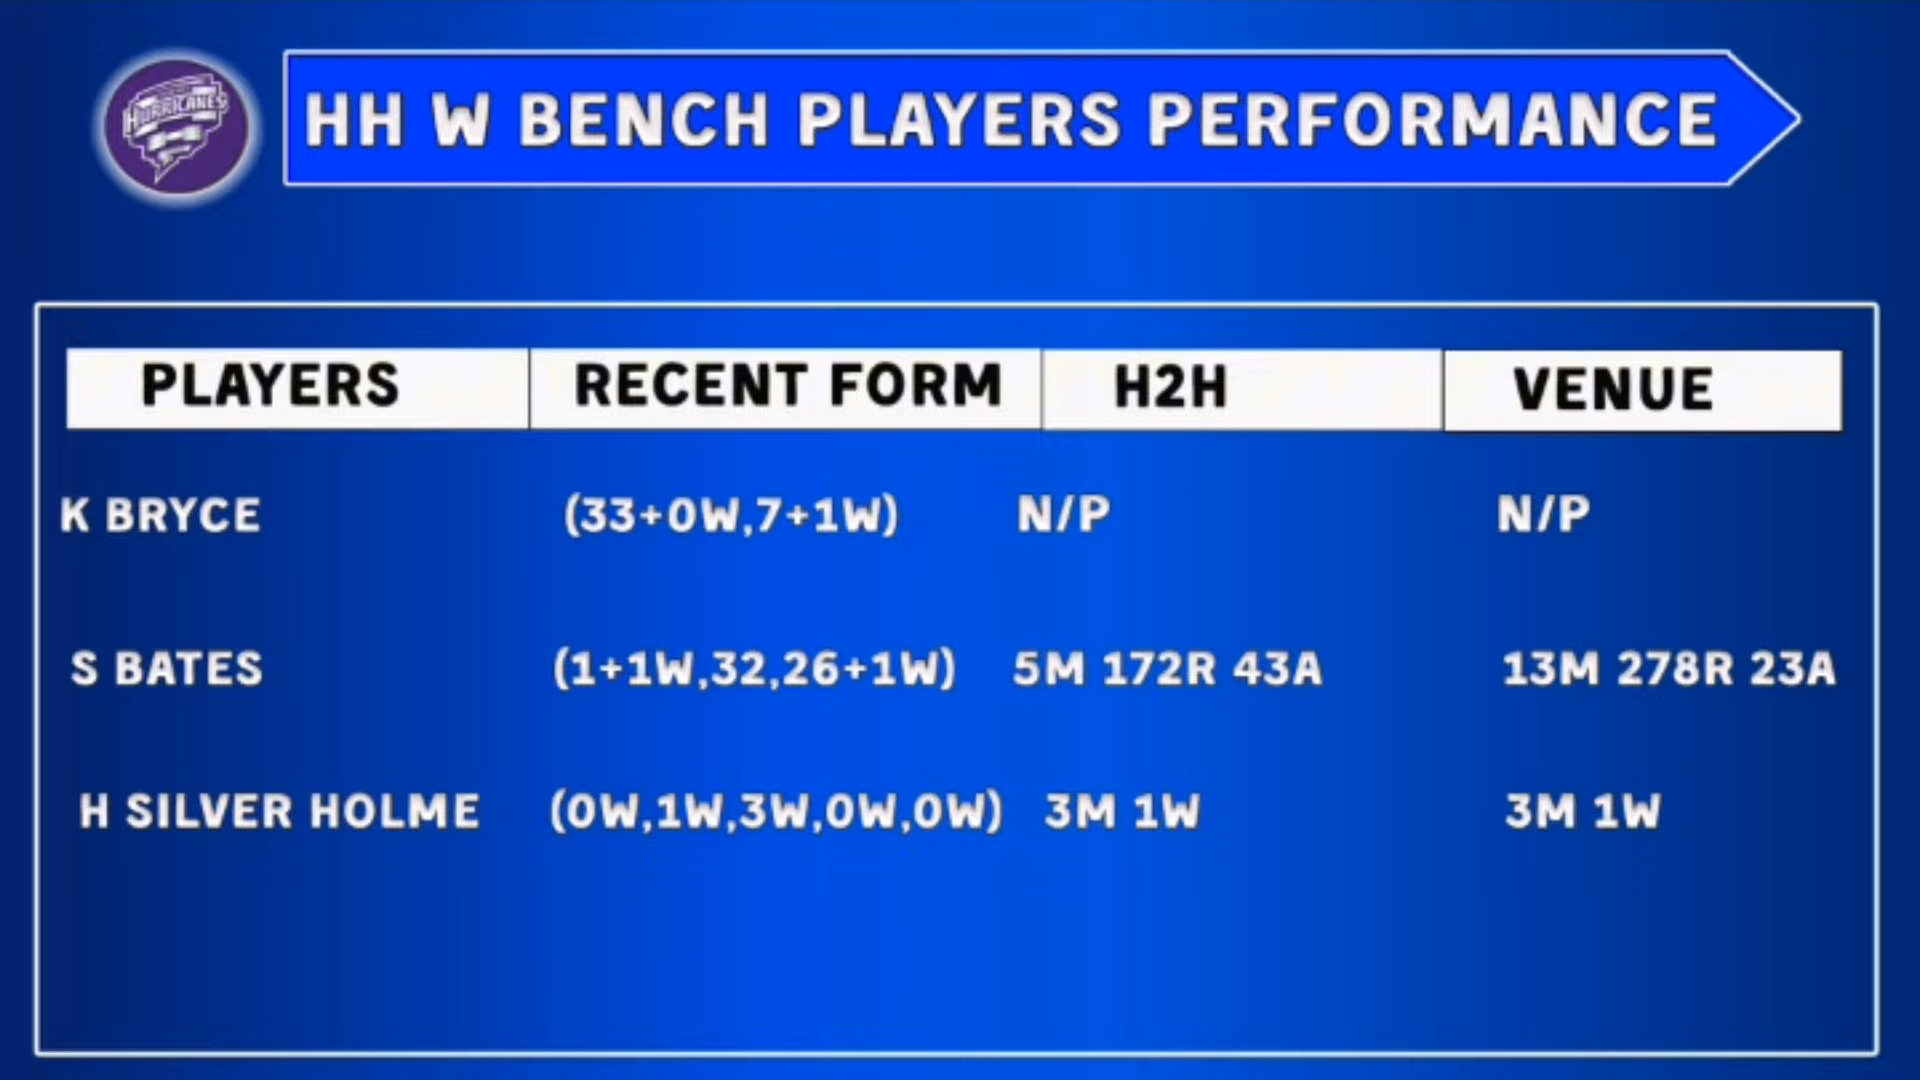 HURRICANES
HH W BENCH PLAYERS PERFORMANCE
PLAYERS RECENT FORM H2H VENUE
K BRYCE (33+0W,7+1W) N/P N/P
S BATES (1+1W,32,26+1W) 5M 172R 43A 13M 278R 23A
H SILVER HOLME (0W,1W,3W,0W,0W) 3M 1W 3M 1W